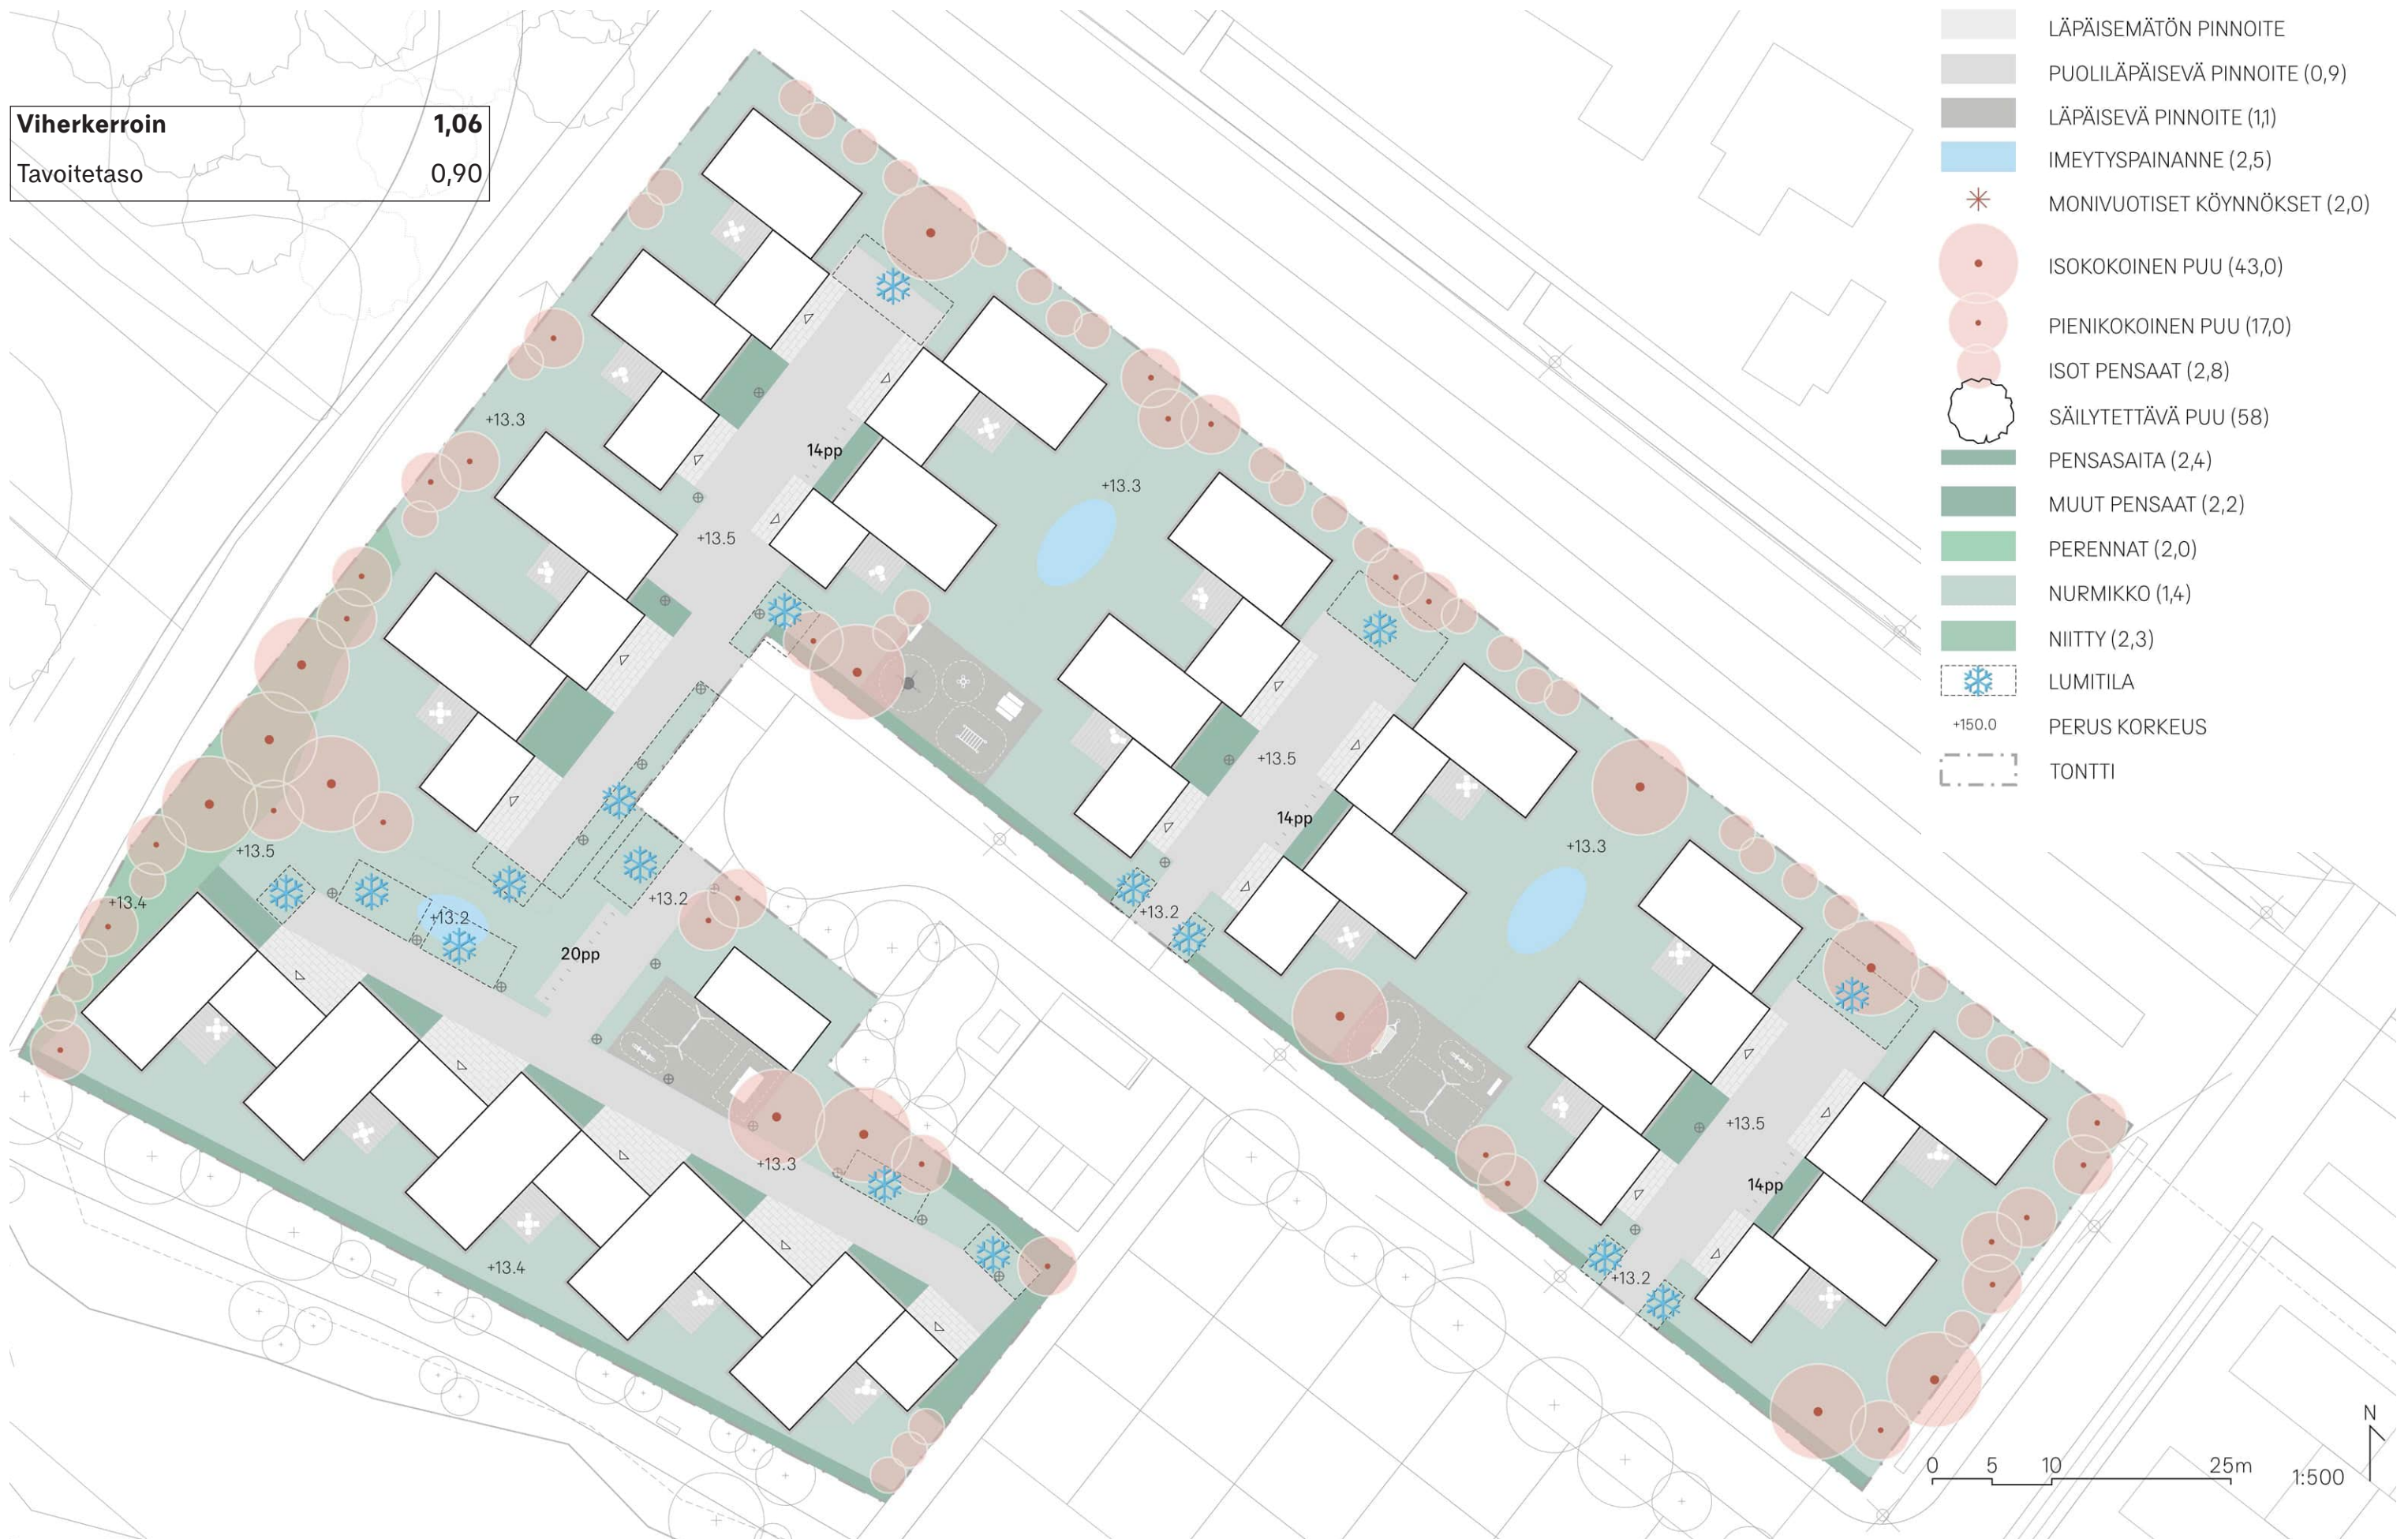 Viherkerroin 1,06
Tavoitetaso 0,90
LÄPÄISEMÄTÖN PINNOITE
PUOLILÄPÄISEVÄ PINNOITE (0,9)
LÄPÄISEVÄ PINNOITE (1,1)
IMEYTYSPAINANNE (2,5)
MONIVUOTISET KÖYNNÖKSET (2,0)
ISOKOKOINEN PUU (43,0)
PIENIKOKOINEN PUU (17,0)
ISOT PENSAAT (2,8)
SÄILYTETTÄVÄ PUU (58)
PENSASAITA (2,4)
MUUT PENSAAT (2,2)
PERENNAT (2,0)
NURMIKKO (1,4)
NIITTY (2,3)
LUMITILA
+150.0 PERUS KORKEUS
TONTTI
+13.3
14pp
+13.3
+13.5
+13.5
14pp
+13.3
+13.5
+13.2
+13.4
+13.2
+13.2
20pp
+13.5
+13.3
14pp
+13.4
+13.2
N
0 5 10 25m
1:500